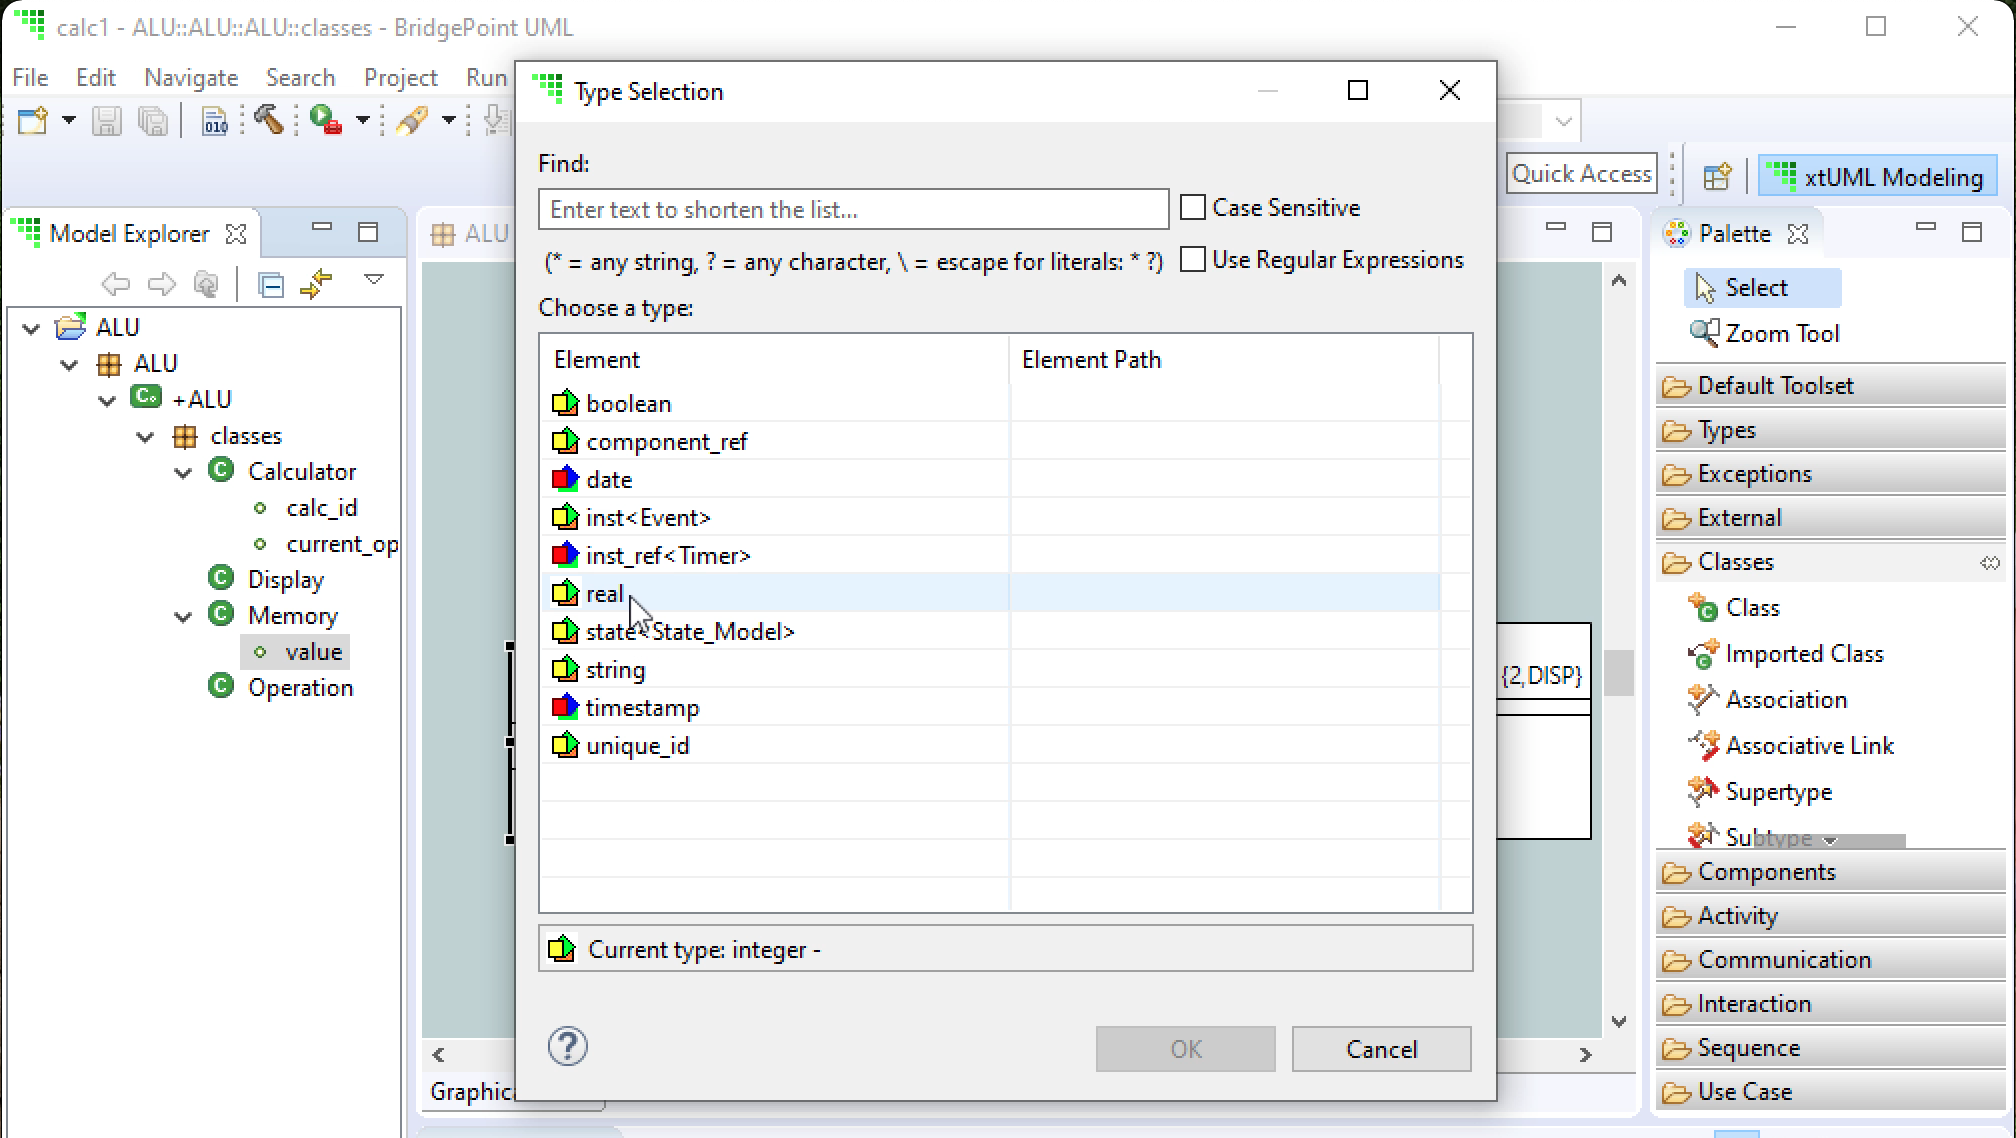 calc1 - ALU::ALU::ALU::classes - BridgePoint UML
File Edit Navigate Search Project Run
Quick Access
xtUML Modeling
Model Explorer
ALU
ALU
+ALU
classes
Calculator
calc_id
current_op
Display
Memory
value
Operation
ALU
Type Selection
Find:
Enter text to shorten the list...
Case Sensitive
(* = any string, ? = any character, \ = escape for literals: * ?)
Use Regular Expressions
Choose a type:
Element Element Path
boolean
component_ref
date
inst<Event>
inst_ref<Timer>
real
state<State_Model>
string
timestamp
unique_id
Current type: integer -
OK Cancel
{2,DISP}
Graphic
Palette
Select
Zoom Tool
Default Toolset
Types
Exceptions
External
Classes
Class
Imported Class
Association
Associative Link
Supertype
Subtype
Components
Activity
Communication
Interaction
Sequence
Use Case
010